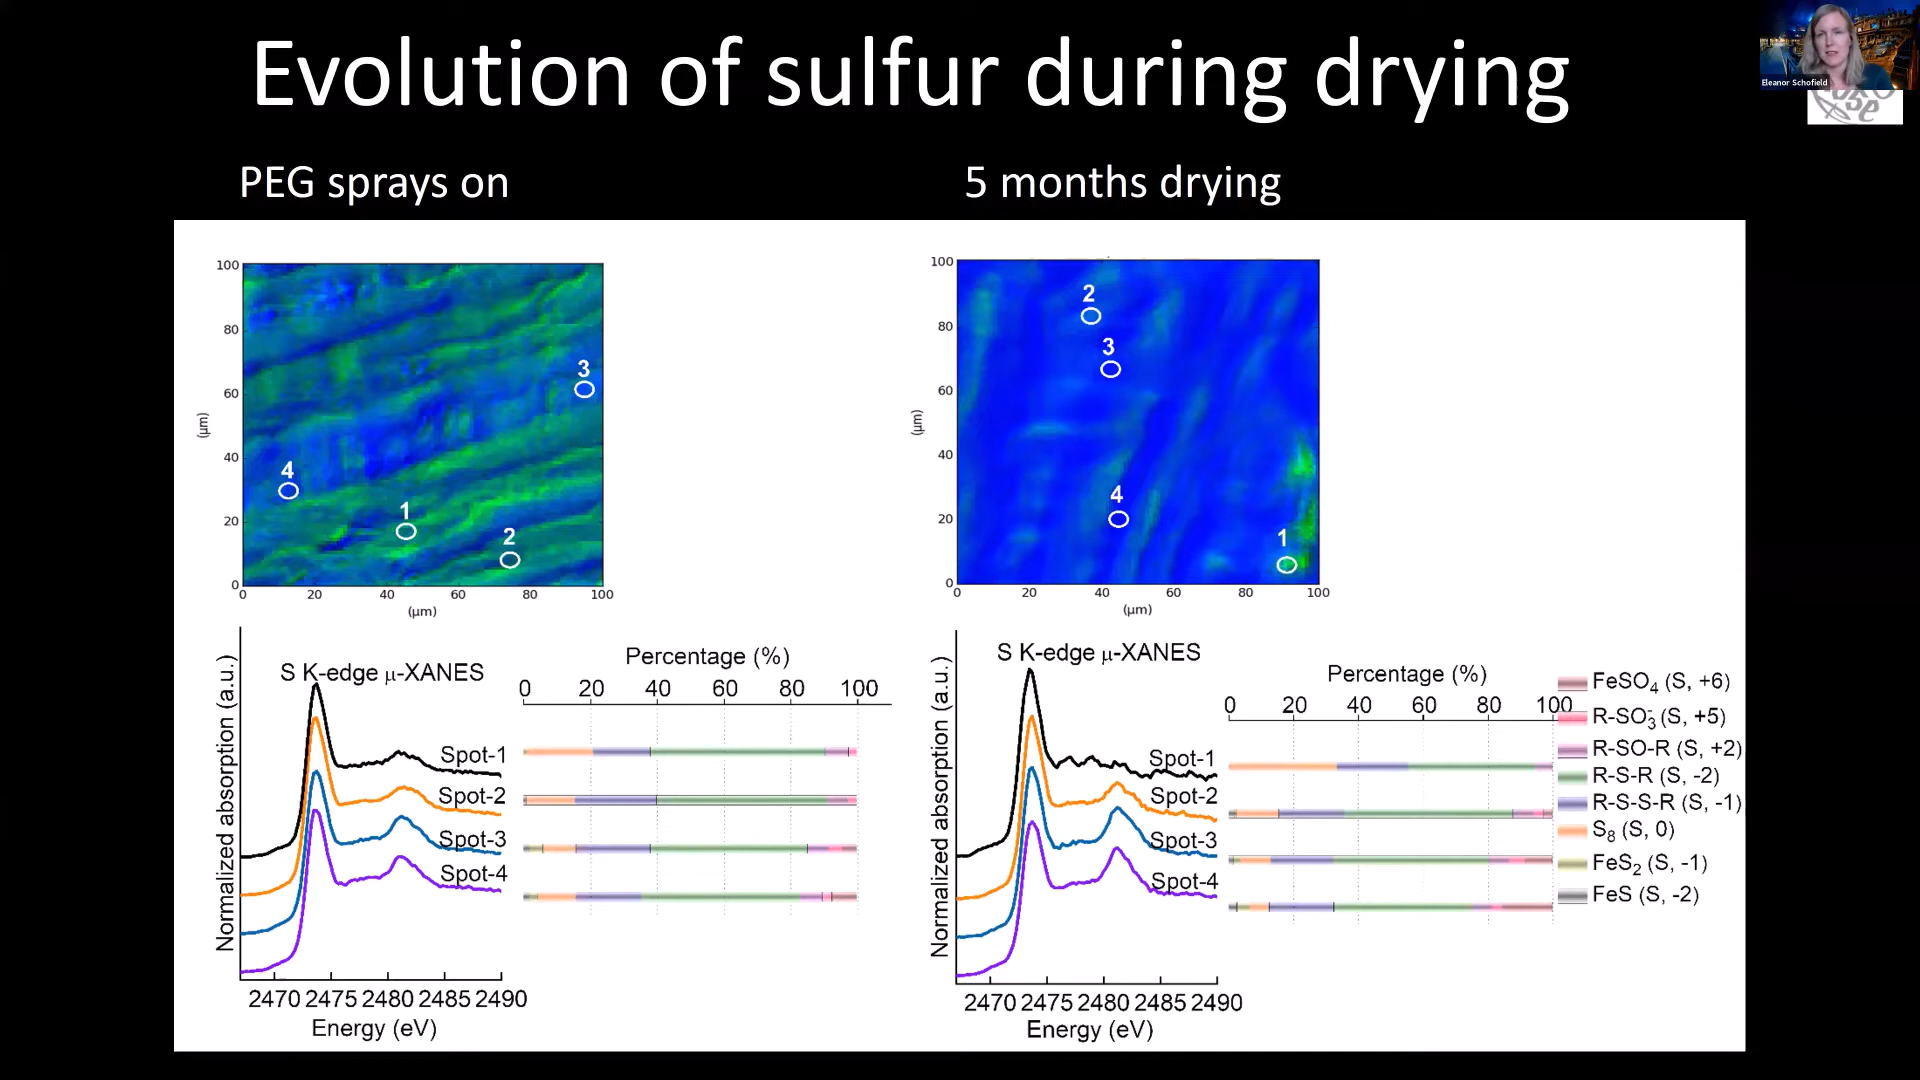 Evolution of sulfur during drying
Eleanor Schofield
PEG sprays on
5 months drying
100
80
60
40
20
0
(µm)
3
4
1
2
0 20 40 60 80 100
(µm)
100
80
60
40
20
0
(µm)
2
3
4
1
0 20 40 60 80 100
(µm)
Normalized absorption (a.u.)
S K-edge µ-XANES
Spot-1
Spot-2
Spot-3
Spot-4
2470 2475 2480 2485 2490
Energy (eV)
Percentage (%)
0 20 40 60 80 100
Normalized absorption (a.u.)
S K-edge µ-XANES
Spot-1
Spot-2
Spot-3
Spot-4
2470 2475 2480 2485 2490
Energy (eV)
Percentage (%)
0 20 40 60 80 100
FeSO₄ (S, +6)
R-SO₃⁻ (S, +5)
R-SO-R (S, +2)
R-S-R (S, -2)
R-S-S-R (S, -1)
S₈ (S, 0)
FeS₂ (S, -1)
FeS (S, -2)